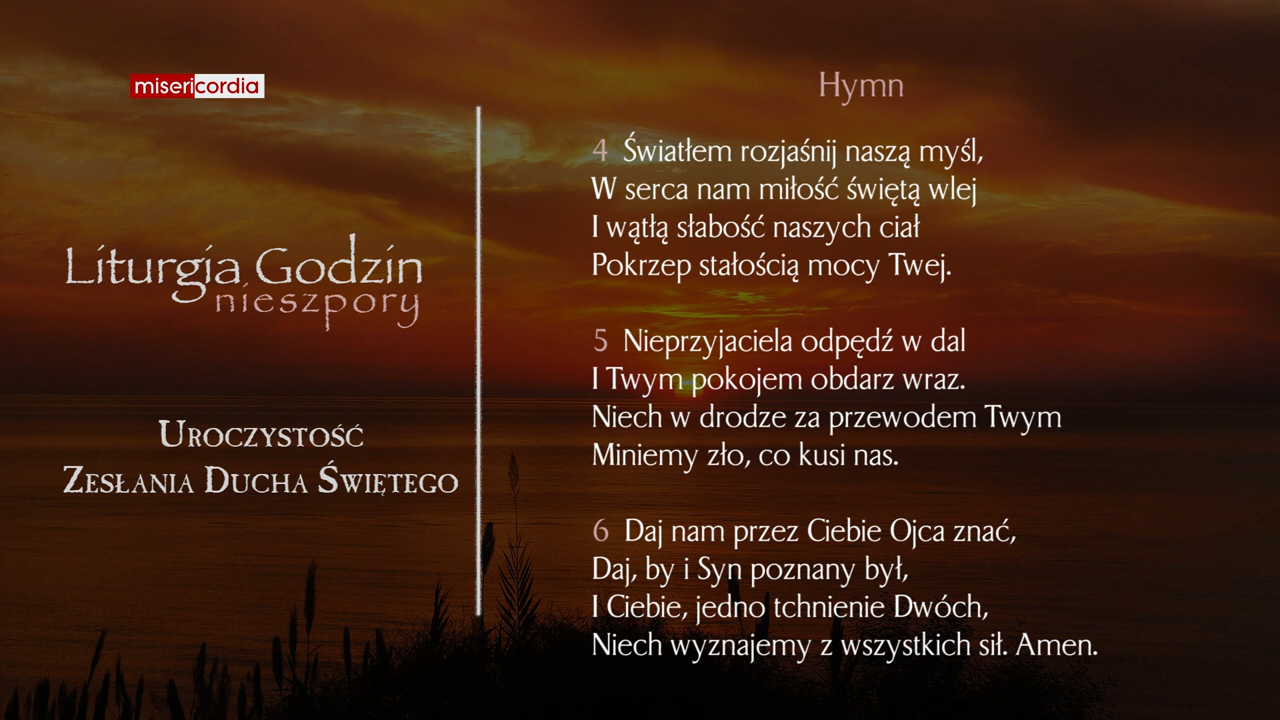 misericordia
Liturgia Godzin
nieszpory
Uroczystość
Zesłania Ducha Świętego
Hymn
4 Światłem rozjaśnij naszą myśl,
W serca nam miłość świętą wlej
I wątłą słabość naszych ciał
Pokrzep stałością mocy Twej.
5 Nieprzyjaciela odpędź w dal
I Twym pokojem obdarz wraz.
Niech w drodze za przewodem Twym
Miniemy zło, co kusi nas.
6 Daj nam przez Ciebie Ojca znać,
Daj, by i Syn poznany był,
I Ciebie, jedno tchnienie Dwóch,
Niech wyznajemy z wszystkich sił. Amen.